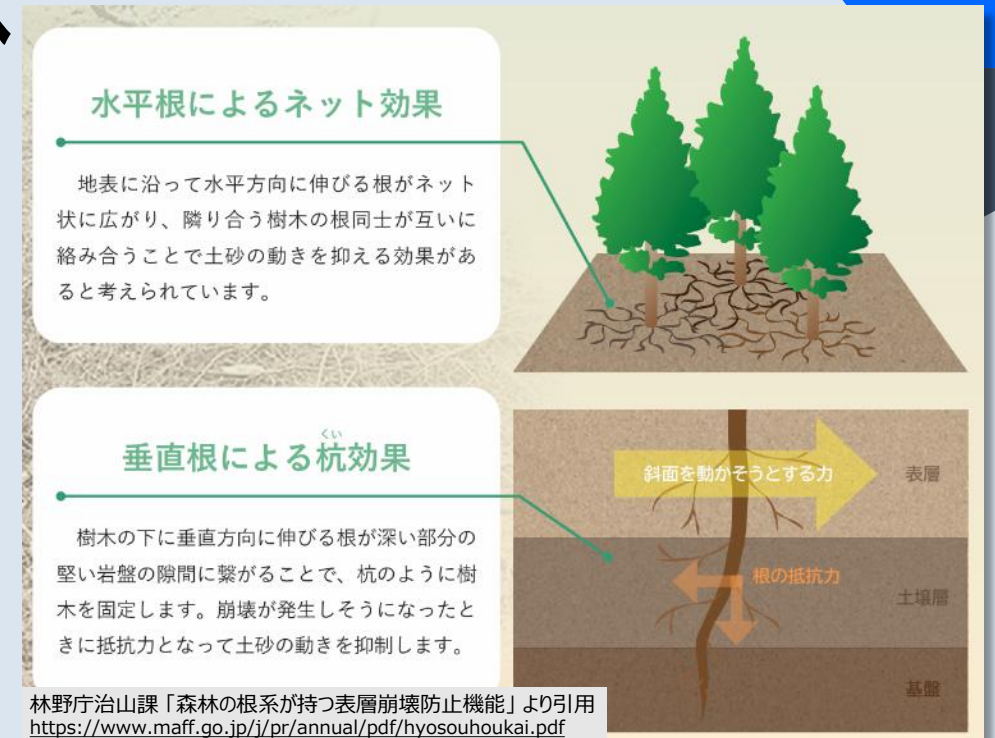 水平根によるネット効果
地表に沿って水平方向に伸びる根がネット
状に広がり、隣り合う樹木の根同士が互いに
絡み合うことで土砂の動きを抑える効果があ
ると考えられています。
くい
垂直根による杭効果
樹木の下に垂直方向に伸びる根が深い部分の
堅い岩盤の隙間に繋がることで、杭のように樹
木を固定します。崩壊が発生しそうになったと
きに抵抗力となって土砂の動きを抑制します。
斜面を動かそうとする力
表層
根の抵抗力
土壌層
基盤
林野庁治山課「森林の根系が持つ表層崩壊防止機能」より引用
https://www.maff.go.jp/j/pr/annual/pdf/hyosouhoukai.pdf